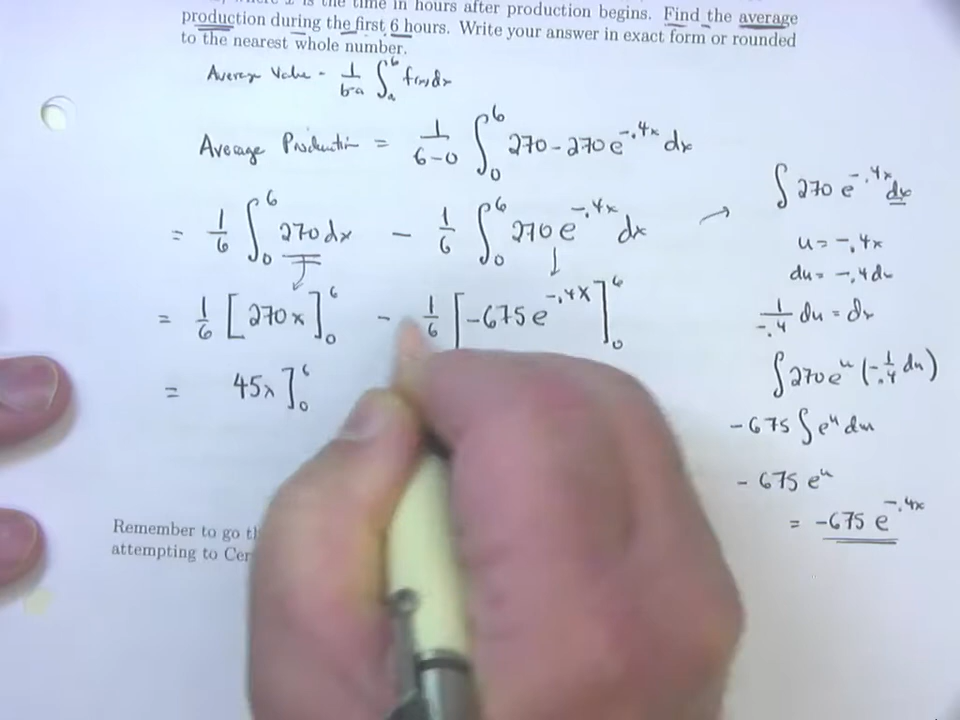 is the time in hours after production begins. Find the average
production during the first 6 hours. Write your answer in exact form or rounded
to the nearest whole number.
Average Value = 1/(b-a) ∫_a^6 f(x) dx
Average Production = 1/(6-0) ∫_0^6 270 - 270e^(-.4x) dx
= 1/6 ∫_0^6 270 dx - 1/6 ∫_0^6 270e^(-.4x) dx
= 1/6 [270x]_0^6 - 1/6 [-675e^(-.4x)]_0^6
= 45x]_0^6
∫ 270 e^(-.4x) dx
u = -.4x
du = -.4dx
1/-.4 du = dx
∫ 270e^u (-1/.4 du)
-675 ∫ e^u du
- 675 e^u
= -675 e^(-.4x)
Remember to go
attempting to